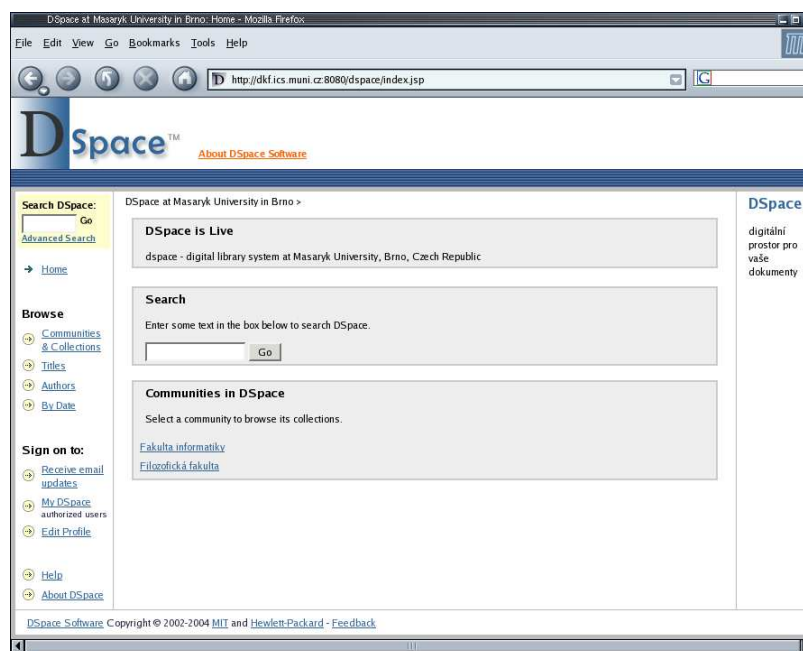 DSpace at Masaryk University in Brno: Home - Mozilla Firefox
File Edit View Go Bookmarks Tools Help
http://dkf.ics.muni.cz:8080/dspace/index.jsp
G
DSpace™
About DSpace Software
Search DSpace:
Go
Advanced Search
Home
Browse
Communities
& Collections
Titles
Authors
By Date
Sign on to:
Receive email
updates
My DSpace
authorized users
Edit Profile
Help
About DSpace
DSpace at Masaryk University in Brno >
DSpace is Live
dspace - digital library system at Masaryk University, Brno, Czech Republic
Search
Enter some text in the box below to search DSpace.
Go
Communities in DSpace
Select a community to browse its collections.
Fakulta informatiky
Filozofická fakulta
DSpace
digitální
prostor pro
vaše
dokumenty
DSpace Software Copyright © 2002-2004 MIT and Hewlett-Packard - Feedback